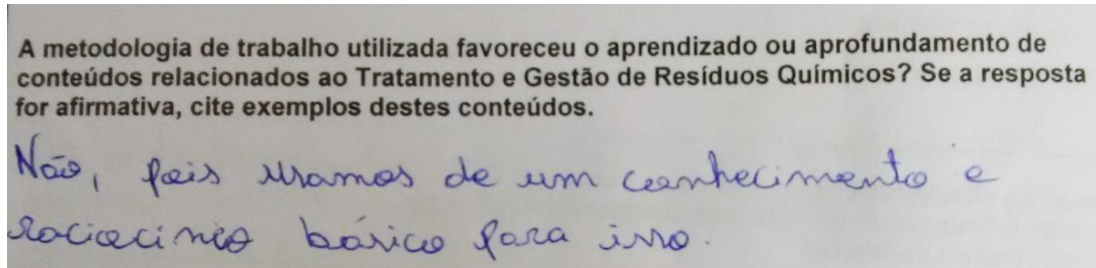 A metodologia de trabalho utilizada favoreceu o aprendizado ou aprofundamento de
conteúdos relacionados ao Tratamento e Gestão de Resíduos Químicos? Se a resposta
for afirmativa, cite exemplos destes conteúdos.
Não, pois usamos de um conhecimento e
raciocínio básico para isso.